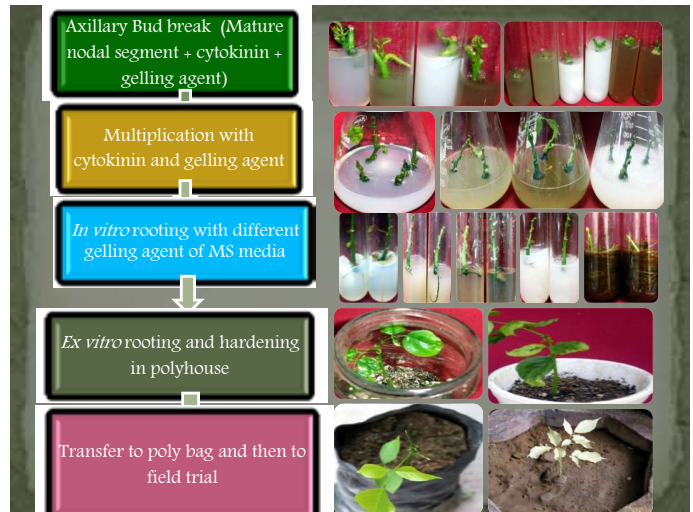 Axillary Bud break (Mature
nodal segment + cytokinin +
gelling agent)
Multiplication with
cytokinin and gelling agent
In vitro rooting with different
gelling agent of MS media
Ex vitro rooting and hardening
in polyhouse
Transfer to poly bag and then to
field trial